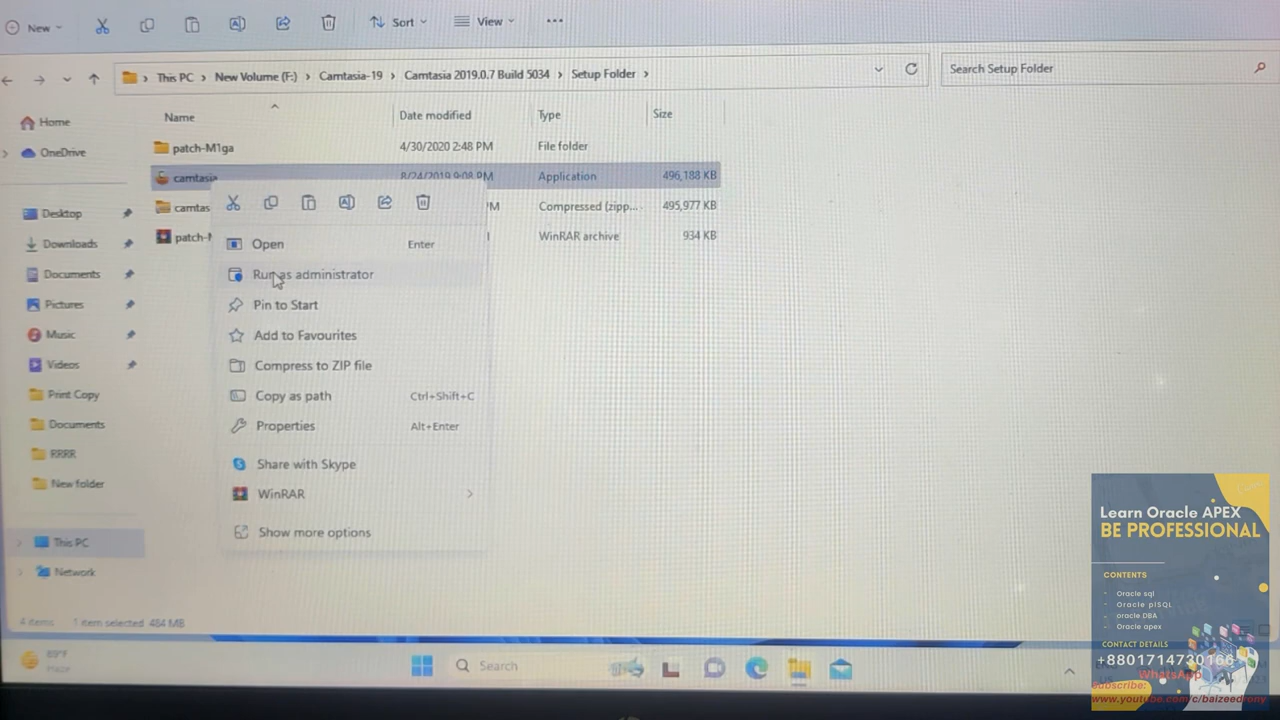 New
Sort
View
This PC > New Volume (F:) > Camtasia-19 > Camtasia 2019.0.7 Build 5034 > Setup Folder >
Search Setup Folder
Name
Date modified
Type
Size
Home
OneDrive
Desktop
Downloads
Documents
Pictures
Music
Videos
Print Copy
Documents
RRRR
New folder
This PC
Network
patch-M1ga
4/30/2020 2:48 PM
File folder
camtasia
8/24/2019 9:08 PM
Application
496,188 KB
camtas
Compressed (zipp...
495,977 KB
patch-M
WinRAR archive
934 KB
Open
Enter
Run as administrator
Pin to Start
Add to Favourites
Compress to ZIP file
Copy as path
Ctrl+Shift+C
Properties
Alt+Enter
Share with Skype
WinRAR
Show more options
4 items
1 item selected 484 MB
Haze
Search
Learn Oracle APEX
BE PROFESSIONAL
CONTENTS
- Oracle sql
- Oracle plSQL
- oracle DBA
- Oracle apex
CONTACT DETAILS
+8801714730166
WhatsApp
Subscribe:
www.youtube.com/c/baizeedrony